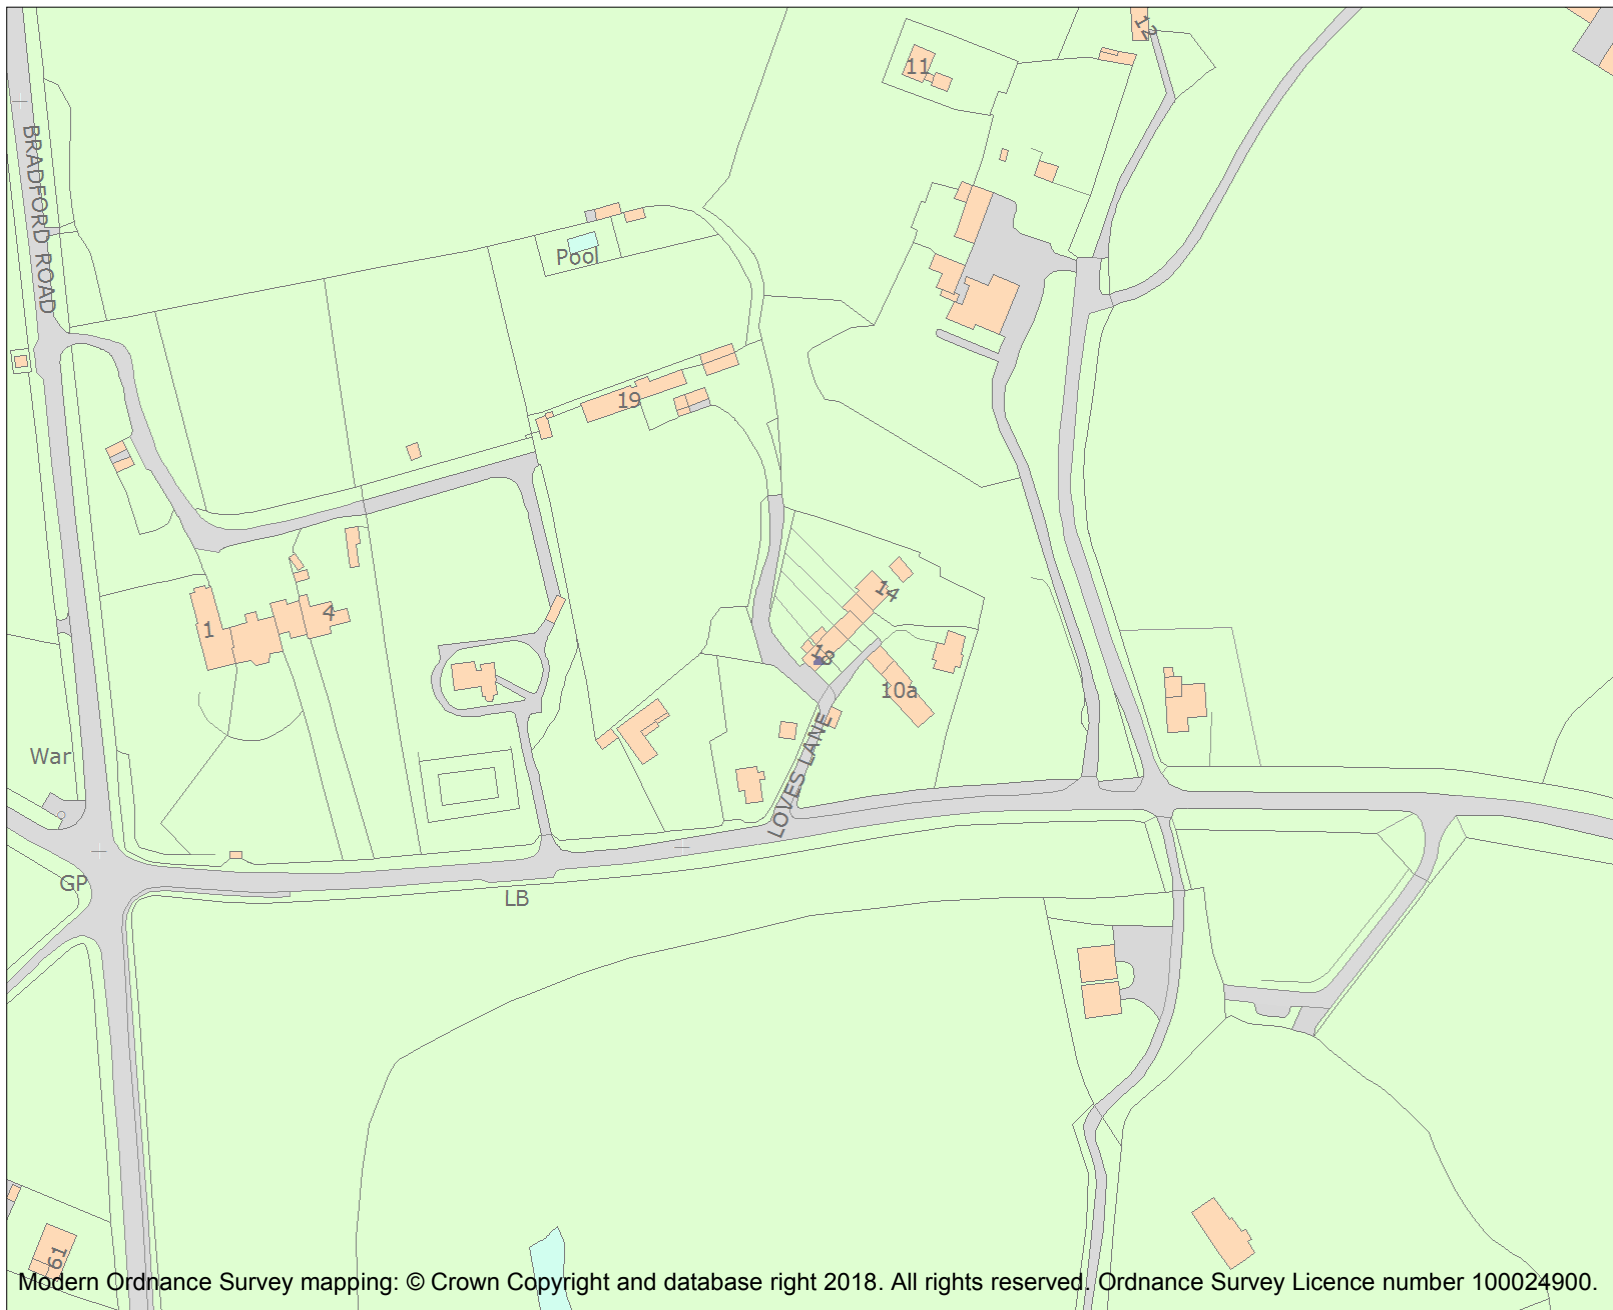 12
11
BRADFORD ROAD
Pool
19
14
1
4
18
10a
LOVES LANE
War
GP
LB
61
Modern Ordnance Survey mapping: © Crown Copyright and database right 2018. All rights reserved. Ordnance Survey Licence number 100024900.